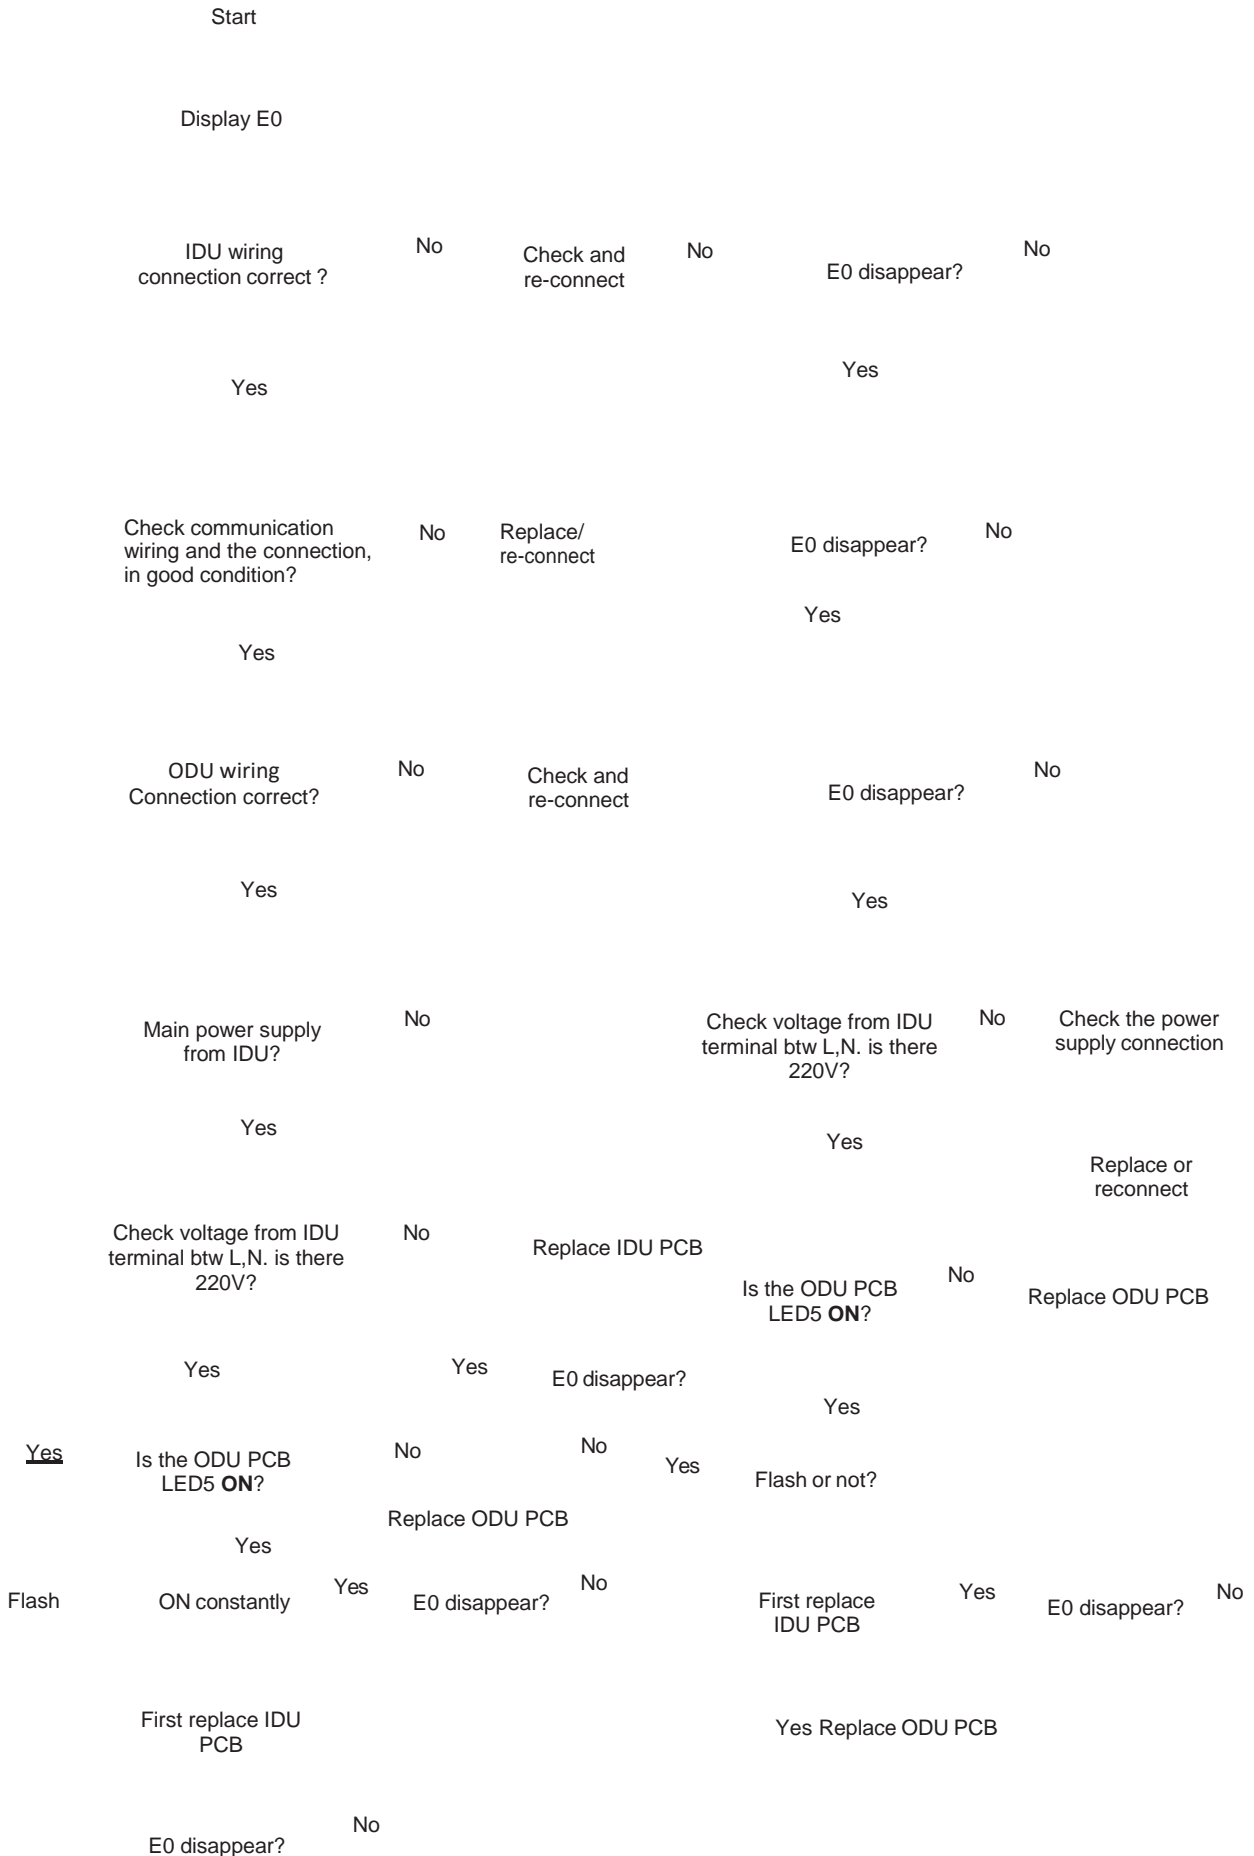 Start
Display E0
IDU wiring
connection correct ?
No
Check and
re-connect
No
E0 disappear?
No
Yes
Yes
Check communication
wiring and the connection,
in good condition?
No
Replace/
re-connect
E0 disappear?
No
Yes
Yes
ODU wiring
Connection correct?
No
Check and
re-connect
E0 disappear?
No
Yes
Yes
Main power supply
from IDU?
No
Check voltage from IDU
terminal btw L,N. is there
220V?
No
Check the power
supply connection
Yes
Yes
Replace or
reconnect
Check voltage from IDU
terminal btw L,N. is there
220V?
No
Replace IDU PCB
Is the ODU PCB
LED5 ON?
No
Replace ODU PCB
Yes
Yes
E0 disappear?
Yes
Yes
Is the ODU PCB
LED5 ON?
No
No
Yes
Flash or not?
Replace ODU PCB
Yes
Flash
ON constantly
Yes
E0 disappear?
No
First replace
IDU PCB
Yes
E0 disappear?
No
First replace IDU
PCB
Yes Replace ODU PCB
No
E0 disappear?